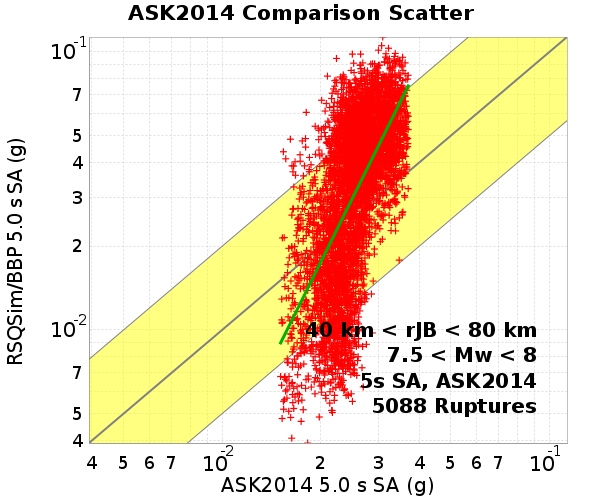 ASK2014 Comparison Scatter
RSQSim/BBP 5.0 s SA (g)
10-1
7
5
4
3
2
10-2
7
5
4
40 km < rJB < 80 km
7.5 < Mw < 8
5s SA, ASK2014
5088 Ruptures
4 5 6 7 10-2 2 3 4 5 6 7 10-1
ASK2014 5.0 s SA (g)